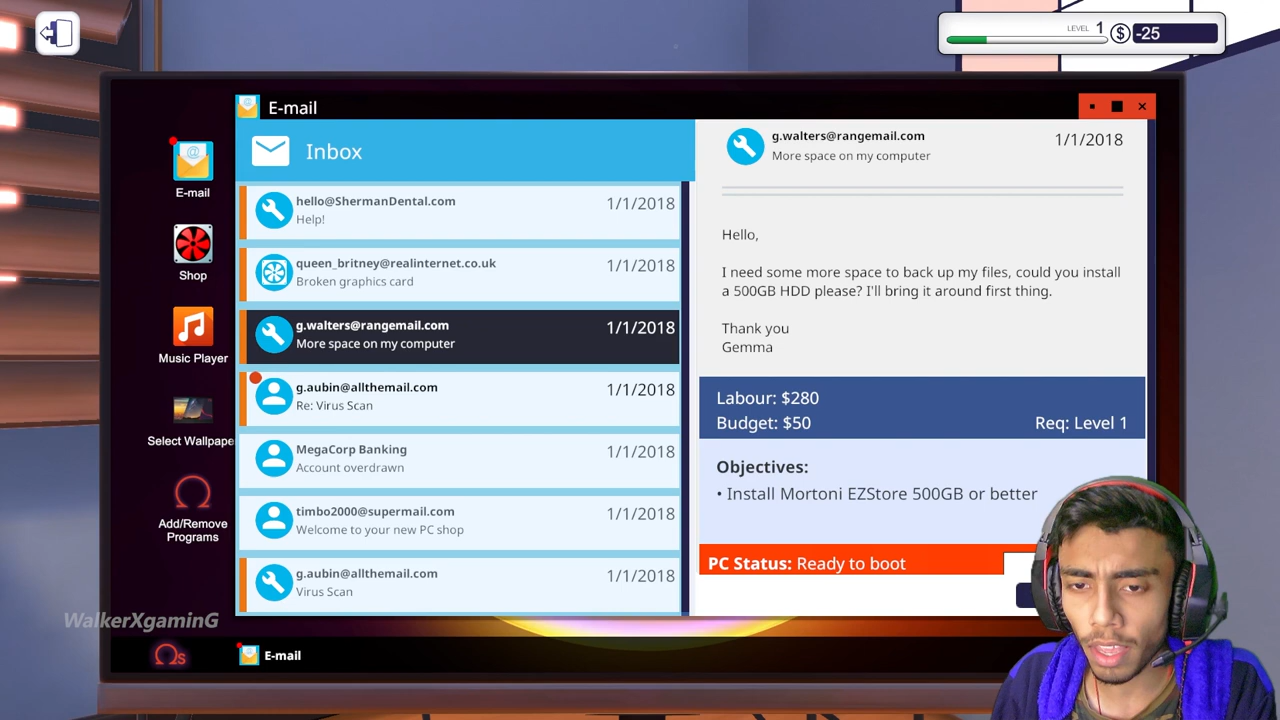 LEVEL 1 $ -25
E-mail
Inbox
hello@ShermanDental.com 1/1/2018
Help!
queen_britney@realinternet.co.uk 1/1/2018
Broken graphics card
g.walters@rangemail.com 1/1/2018
More space on my computer
g.aubin@allthemail.com 1/1/2018
Re: Virus Scan
MegaCorp Banking 1/1/2018
Account overdrawn
timbo2000@supermail.com 1/1/2018
Welcome to your new PC shop
g.aubin@allthemail.com 1/1/2018
Virus Scan
g.walters@rangemail.com 1/1/2018
More space on my computer
Hello,
I need some more space to back up my files, could you install
a 500GB HDD please? I'll bring it around first thing.
Thank you
Gemma
Labour: $280
Budget: $50 Req: Level 1
Objectives:
• Install Mortoni EZStore 500GB or better
PC Status: Ready to boot
E-mail
Shop
Music Player
Select Wallpape
Add/Remove
Programs
WalkerXgaminG
Ωs E-mail